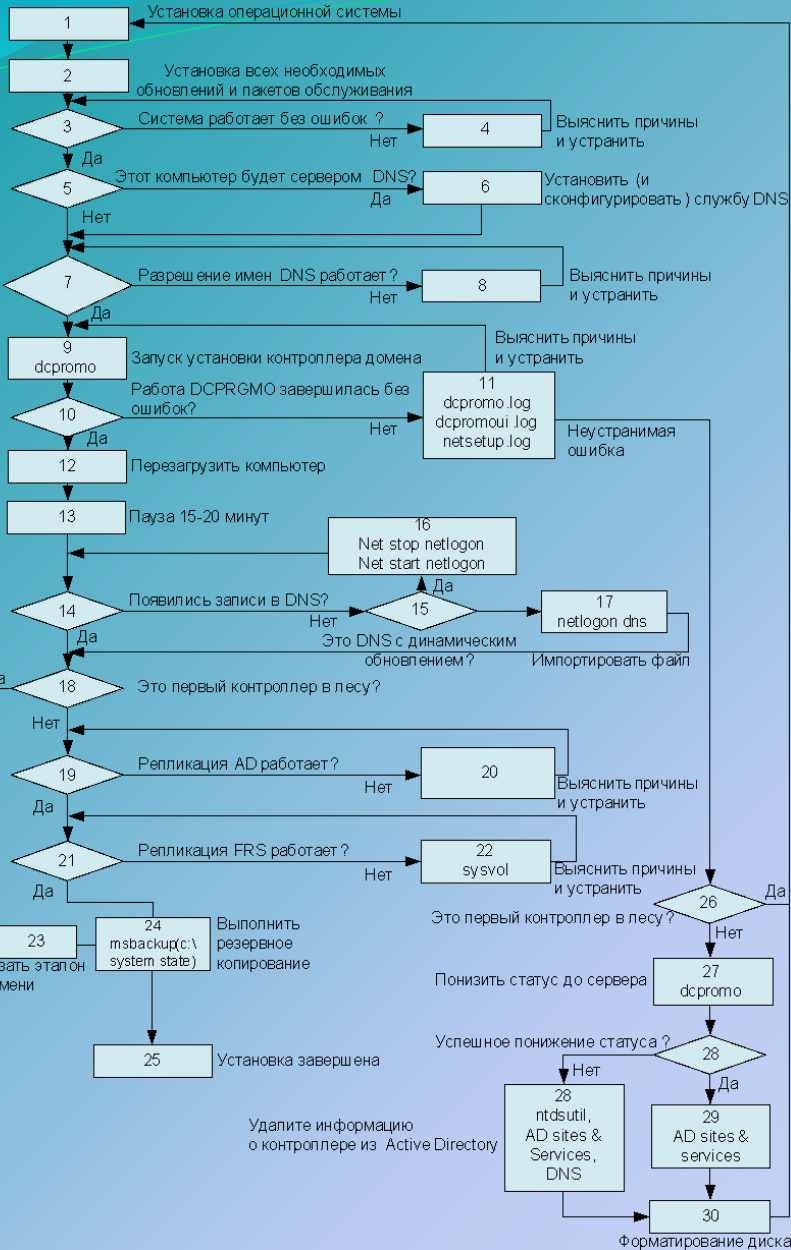 1
Установка операционной системы
2
Установка всех необходимых
обновлений и пакетов обслуживания
3
Система работает без ошибок ?
Нет
4
Выяснить причины
и устранить
Да
5
Этот компьютер будет сервером DNS?
Да
6
Установить (и
сконфигурировать ) службу DNS
Нет
7
Разрешение имен DNS работает?
Нет
8
Выяснить причины
и устранить
Да
9
dcpromo
Запуск установки контроллера домена
Выяснить причины
и устранить
10
Работа DCPRGMO завершилась без
ошибок?
Нет
11
dcpromo.log
dcpromoui.log
netsetup.log
Неустранимая
ошибка
Да
12
Перезагрузить компьютер
13
Пауза 15-20 минут
16
Net stop netlogon
Net start netlogon
14
Появились записи в DNS?
Нет
15
Да
17
netlogon dns
Да
Это DNS с динамическим
обновлением?
Импортировать файл
18
Это первый контроллер в лесу?
Нет
19
Репликация AD работает?
Нет
20
Выяснить причины
и устранить
Да
21
Репликация FRS работает?
Нет
22
sysvol
Выяснить причины
и устранить
Да
23
24
msbackup(c:\
system state)
Выполнить
резервное
копирование
эталон
25
Установка завершена
26
Да
Это первый контроллер в лесу?
Нет
27
dcpromo
Понизить статус до сервера
Успешное понижение статуса ?
28
Нет
Да
28
ntdsutil,
AD sites &
Services,
DNS
Удалите информацию
о контроллере из Active Directory
29
AD sites &
services
30
Форматирование диска